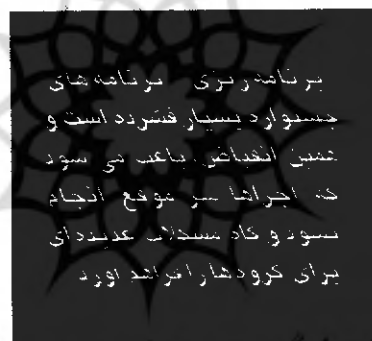 برنامه‌ریزی برنامه‌های
جشنواره بسیار فشرده است و
همین انقباض باعث می شود
که اجراها سر موقع انجام
نشود و گاه مشکلات عدیده‌ای
برای گروه‌ها را فراهم آورد